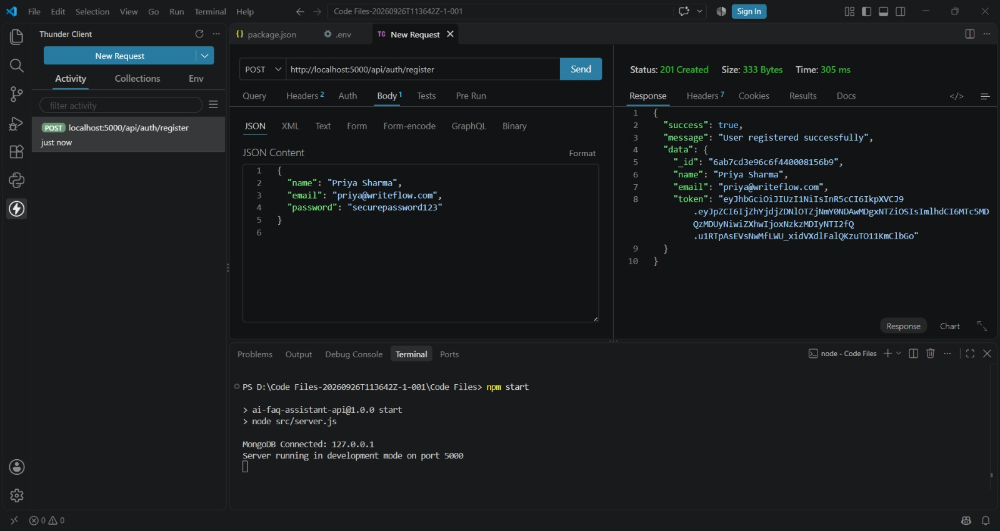 File Edit Selection View Go Run Terminal Help
Code Files-20260926T113642Z-1-001
Sign In
Thunder Client
New Request
Activity Collections Env
filter activity
POST localhost:5000/api/auth/register
just now
{} package.json
.env
TC New Request
POST http://localhost:5000/api/auth/register Send
Query Headers 2 Auth Body 1 Tests Pre Run
JSON XML Text Form Form-encode GraphQL Binary
JSON Content Format
1 {
2 "name": "Priya Sharma",
3 "email": "priya@writeflow.com",
4 "password": "securepassword123"
5 }
6
Status: 201 Created Size: 333 Bytes Time: 305 ms
Response Headers 7 Cookies Results Docs </>
1 {
2 "success": true,
3 "message": "User registered successfully",
4 "data": {
5 "_id": "6ab7cd3e96c6f440008156b9",
6 "name": "Priya Sharma",
7 "email": "priya@writeflow.com",
8 "token": "eyJhbGciOiJIUzI1NiIsInR5cCI6IkpXVCJ9
.eyJpZCI6IjZhYjdjZDNlOTZjNmY0NDAwMDgxNTZiOSIsImlhdCI6MTc5MD
QzMDUyNiwiZXhwIjoxNzkzMDIyNTI2fQ
.u1RTpAsEVsNwMfLWU_xidVXdlFalQKzuTO11KmClbGo"
9 }
10 }
Response Chart
Problems Output Debug Console Terminal Ports
node - Code Files
PS D:\Code Files-20260926T113642Z-1-001\Code Files> npm start
> ai-faq-assistant-api@1.0.0 start
> node src/server.js
MongoDB Connected: 127.0.0.1
Server running in development mode on port 5000
0 0